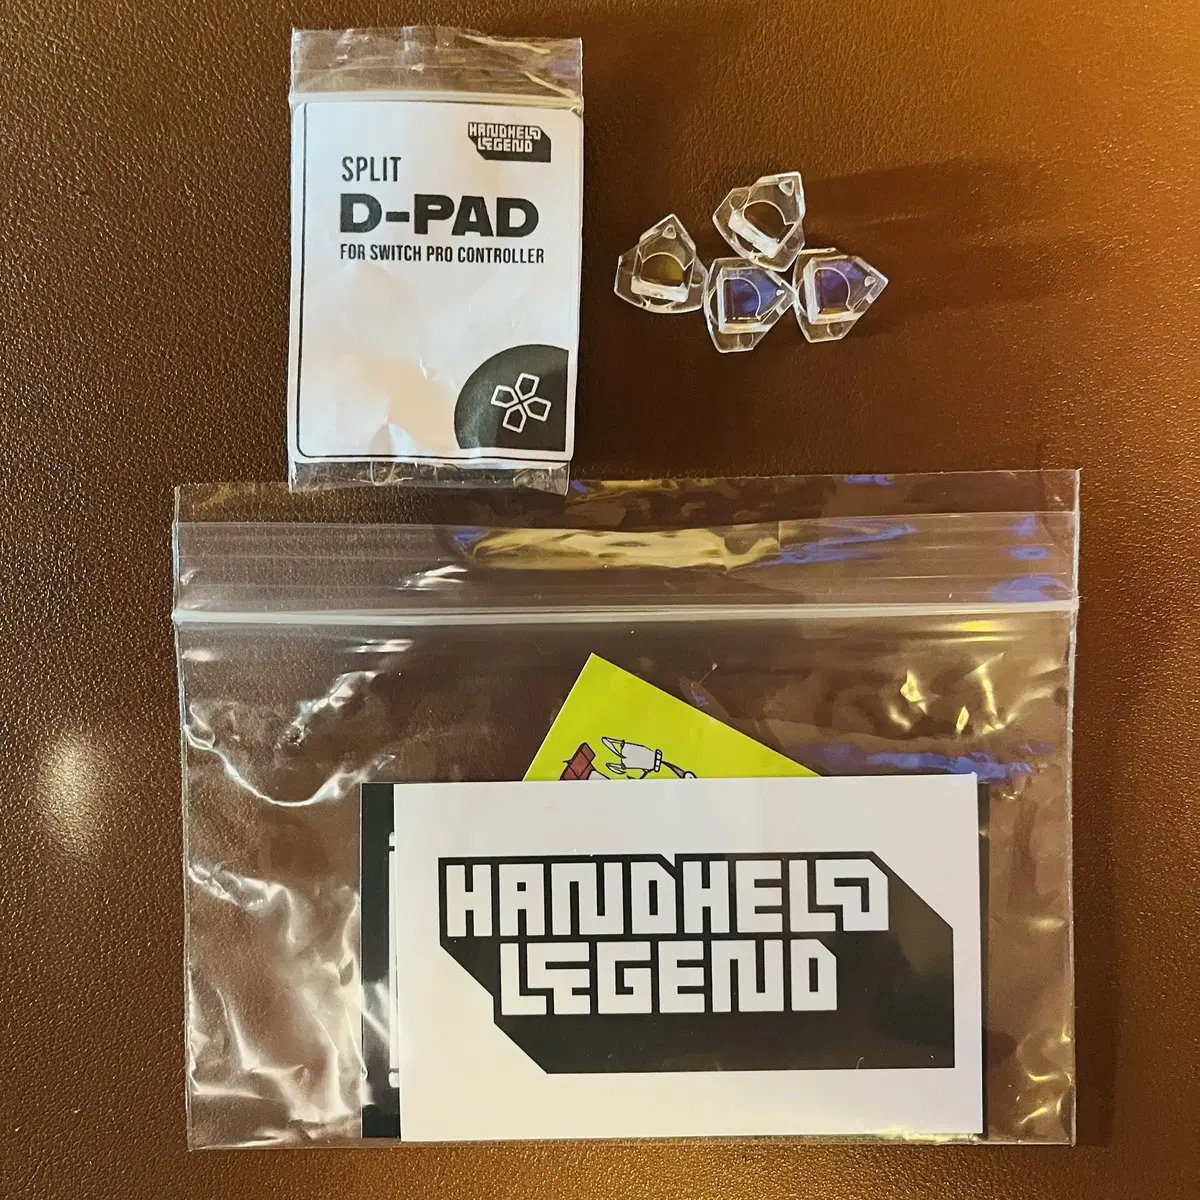 HANDHELD
LEGEND
SPLIT
D-PAD
FOR SWITCH PRO CONTROLLER
HANDHELD
LEGEND